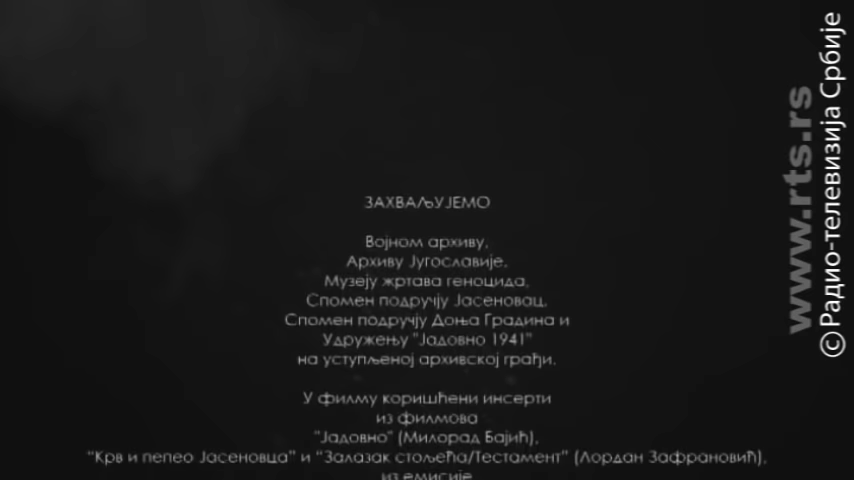 ЗАХВАЉУЈЕМО
Војном архиву,
Архиву Југославије,
Музеју жртава геноцида,
Спомен подручју Јасеновац,
Спомен подручју Доња Градина и
Удружењу "Јадовно 1941"
на уступљеној архивској грађи.
У филму коришћени инсерти
из филмова
"Јадовно" (Милорад Бајић),
“Крв и пепео Јасеновца” и “Залазак стољећа/Тестамент” (Лордан Зафрановић),
из емисије
www.rts.rs
©Радио-телевизија Србије